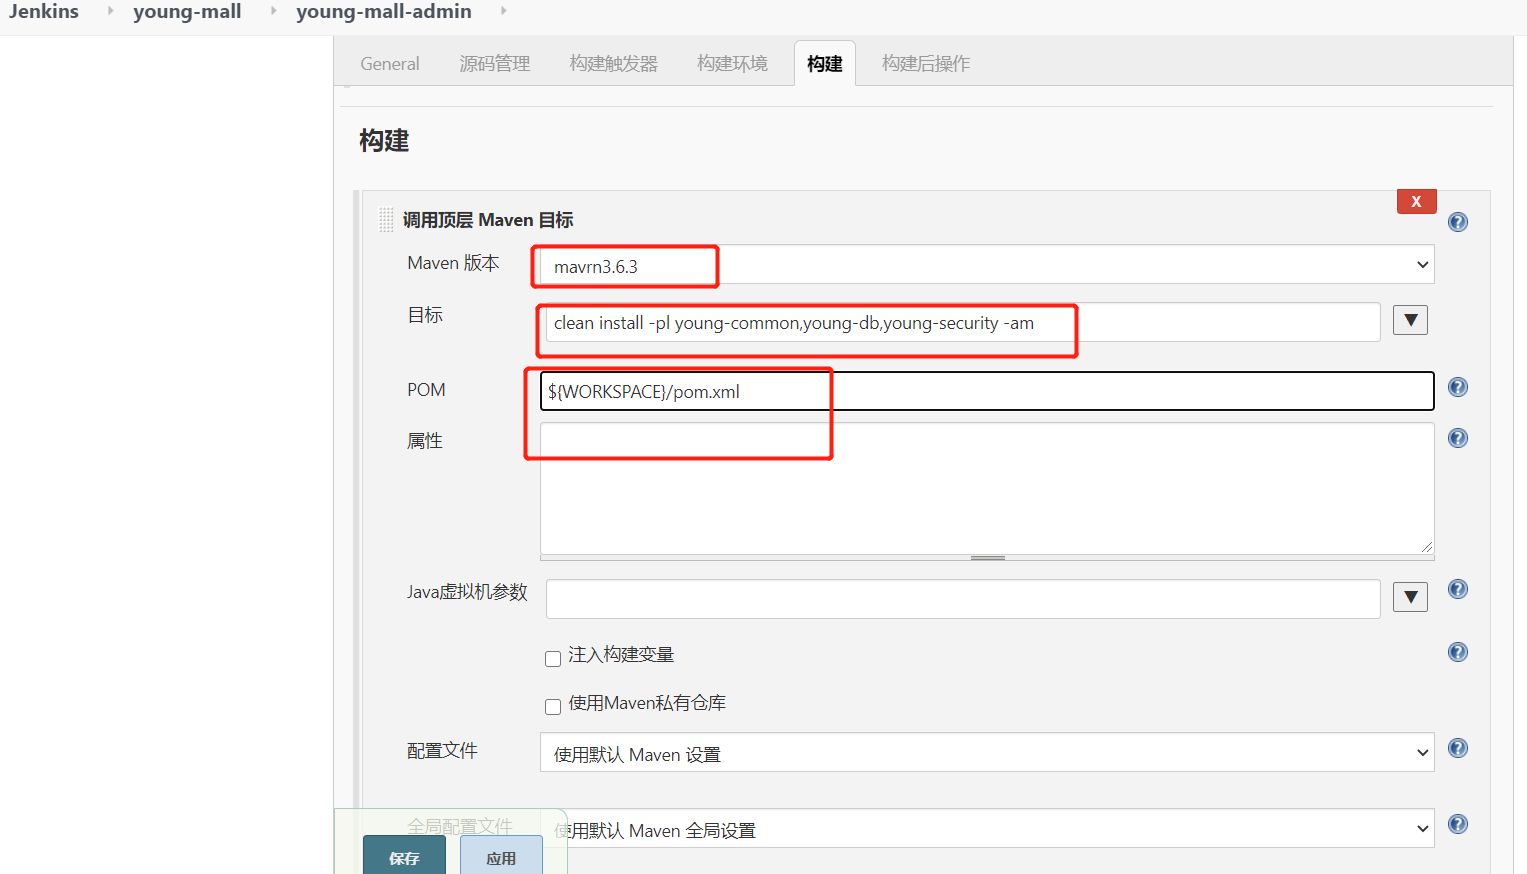 Jenkins young-mall young-mall-admin
General 源码管理 构建触发器 构建环境 构建 构建后操作
构建
X
调用顶层 Maven 目标
Maven 版本 mavrn3.6.3
目标 clean install -pl young-common,young-db,young-security -am
POM ${WORKSPACE}/pom.xml
属性
Java虚拟机参数
注入构建变量
使用Maven私有仓库
配置文件 使用默认 Maven 设置
全局配置文件 使用默认 Maven 全局设置
保存 应用